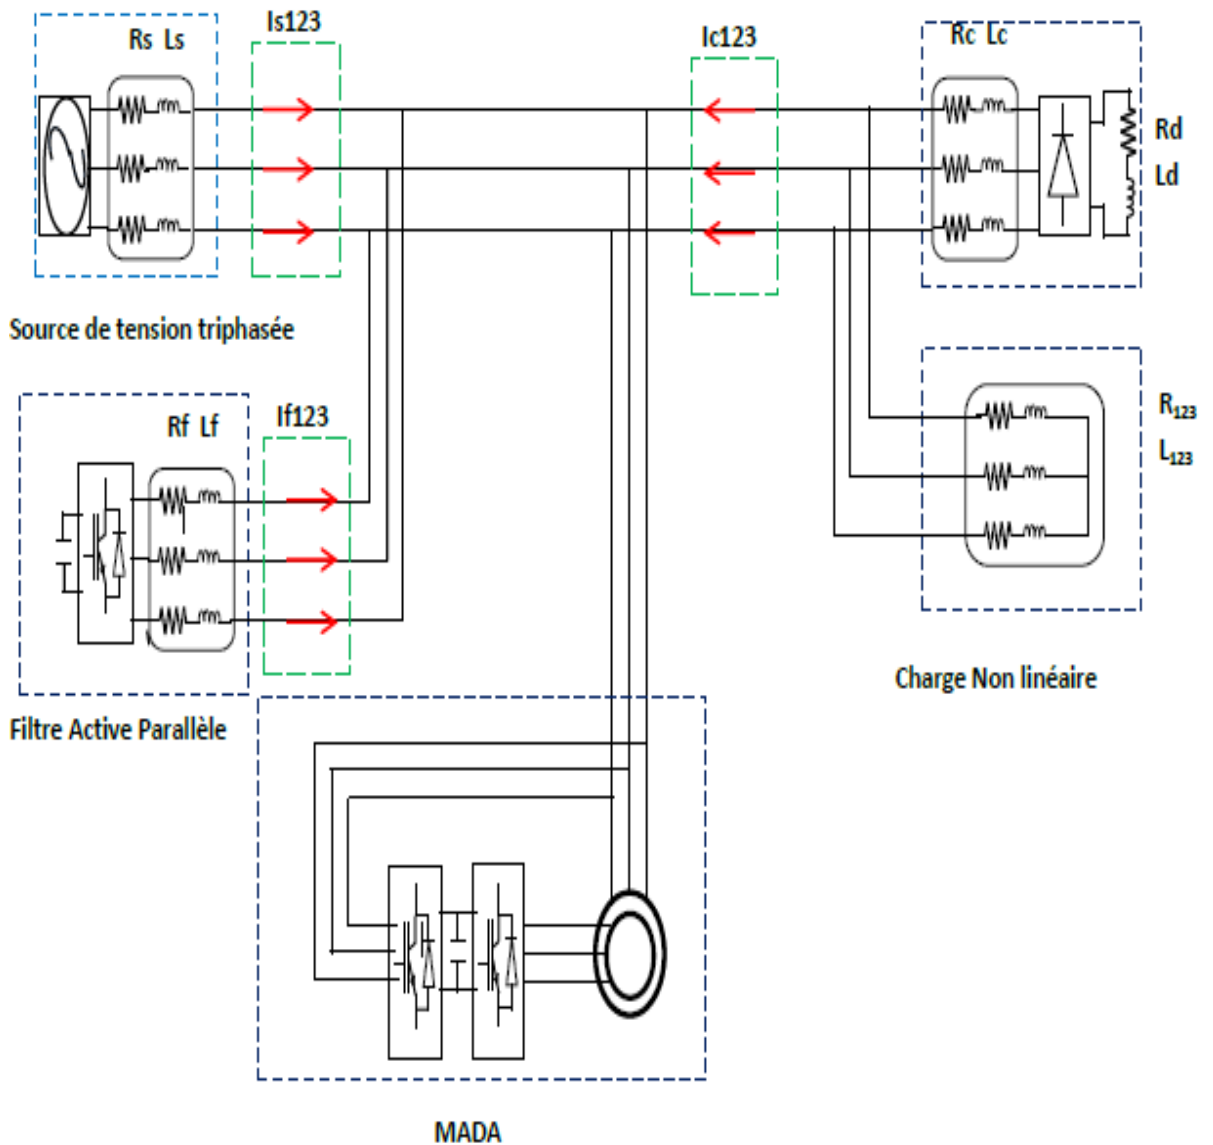 Is123
Rs Ls
Ic123
Rc Lc
Rd
Ld
Source de tension triphasée
Rf Lf
If123
R₁₂₃
L₁₂₃
Charge Non linéaire
Filtre Active Parallèle
MADA